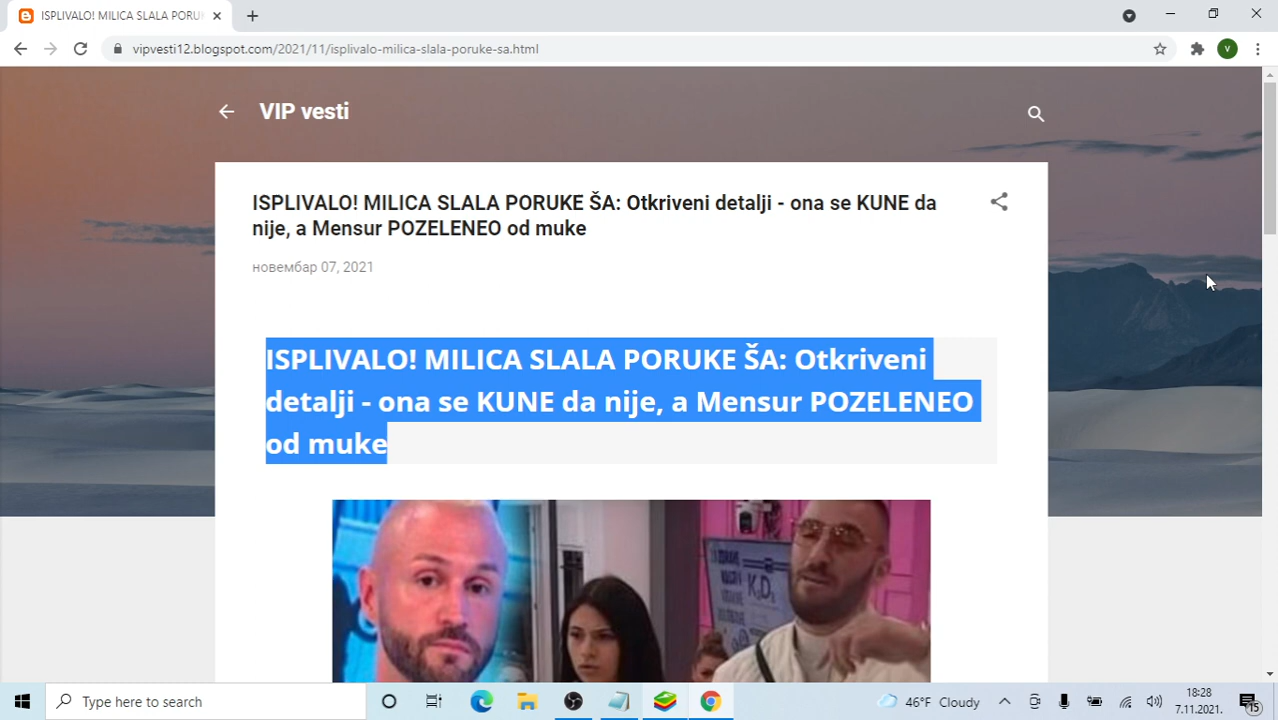 ISPLIVALO! MILICA SLALA PORU
vipvesti12.blogspot.com/2021/11/isplivalo-milica-slala-poruke-sa.html
V
VIP vesti
ISPLIVALO! MILICA SLALA PORUKE ŠA: Otkriveni detalji - ona se KUNE da
nije, a Mensur POZELENEO od muke
новембар 07, 2021
ISPLIVALO! MILICA SLALA PORUKE ŠA: Otkriveni
detalji - ona se KUNE da nije, a Mensur POZELENEO
od muke
Type here to search
46°F Cloudy
18:28
7.11.2021.
15